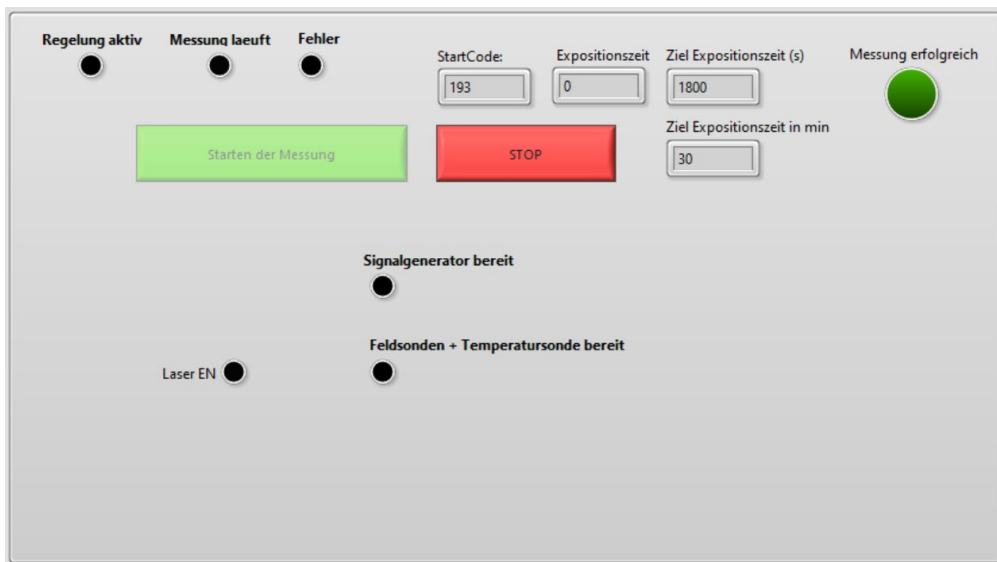 Regelung aktiv
Messung laeuft
Fehler
StartCode:
Expositionszeit
Ziel Expositionszeit (s)
Messung erfolgreich
193
0
1800
Ziel Expositionszeit in min
Starten der Messung
STOP
30
Signalgenerator bereit
Feldsonden + Temperatursonde bereit
Laser EN